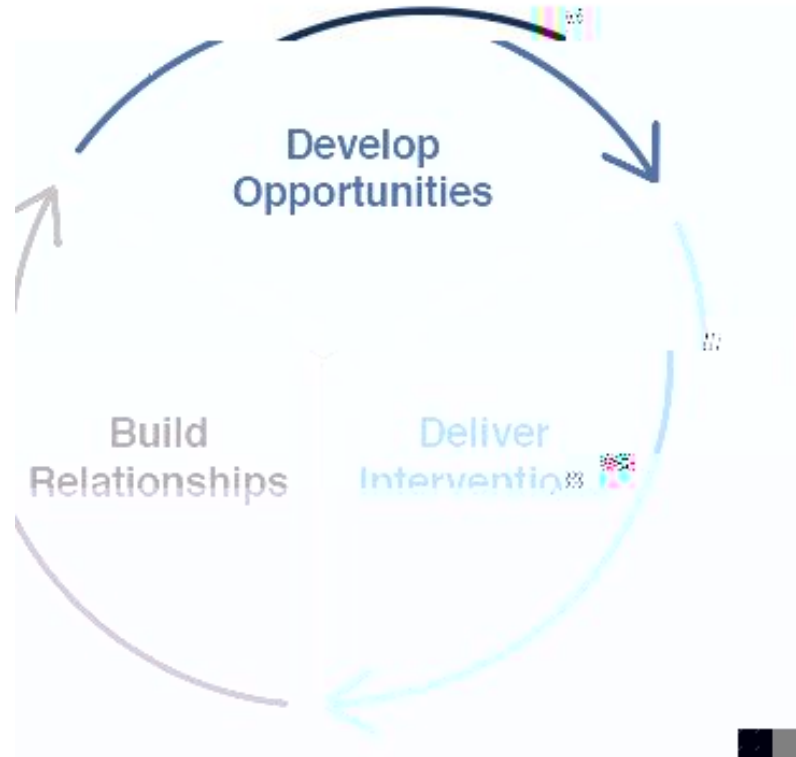 Develop
Opportunities
Build
Relationships
Deliver